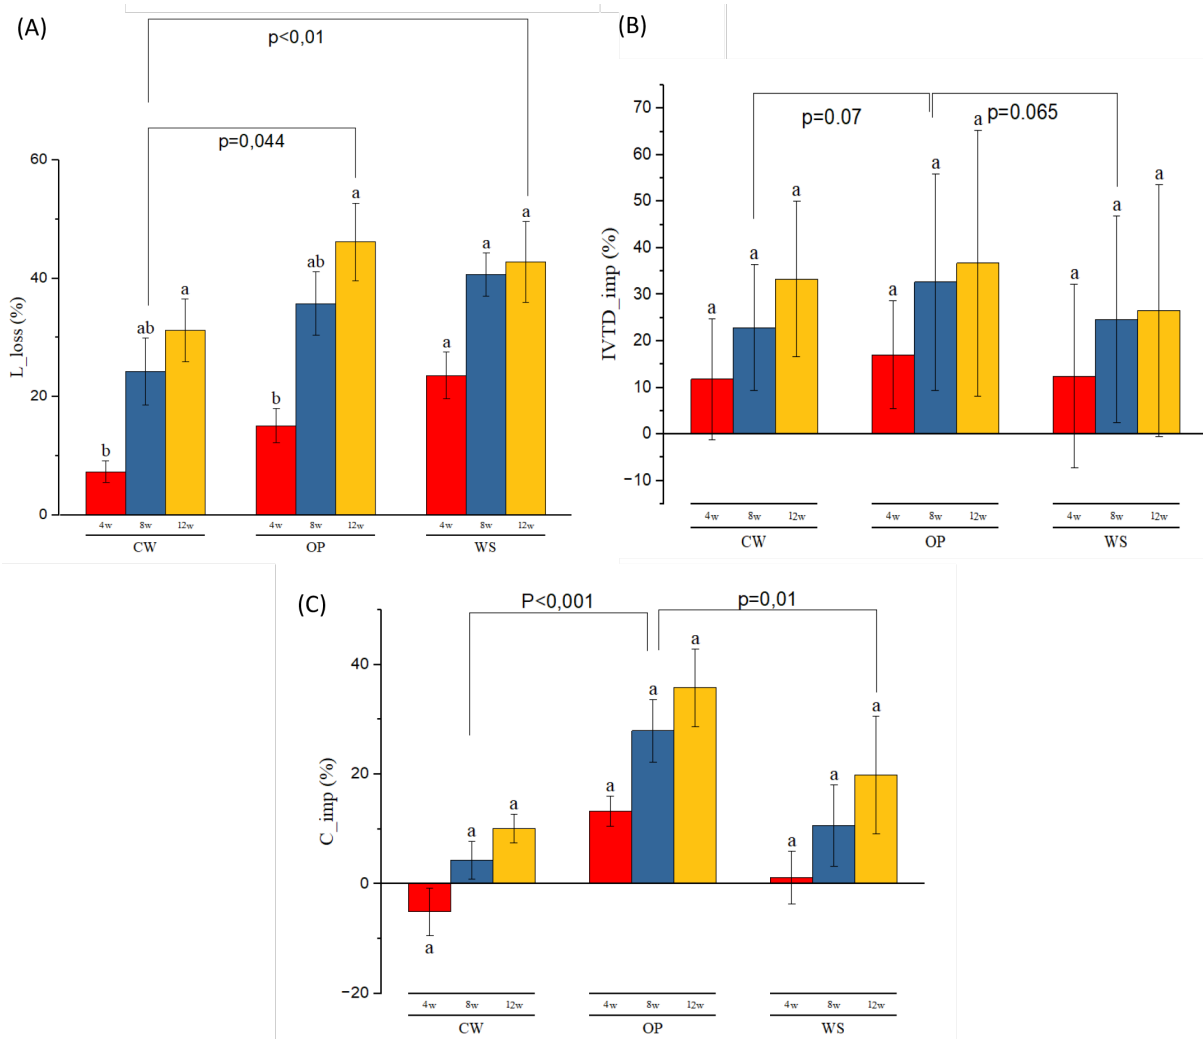 (A)
p<0,01
p=0,044
L_loss (%)
60
40
20
0
b
ab
a
b
ab
a
a
a
a
4w 8w 12w 4w 8w 12w 4w 8w 12w
CW OP WS
(B)
p=0.07
p=0.065
IVTD_imp (%)
70
60
50
40
30
20
10
0
−10
a
a
a
a
a
a
a
a
a
4w 8w 12w 4w 8w 12w 4w 8w 12w
CW OP WS
(C)
P<0,001
p=0,01
C_imp (%)
40
20
0
−20
a
a
a
a
a
a
a
a
a
4w 8w 12w 4w 8w 12w 4w 8w 12w
CW OP WS